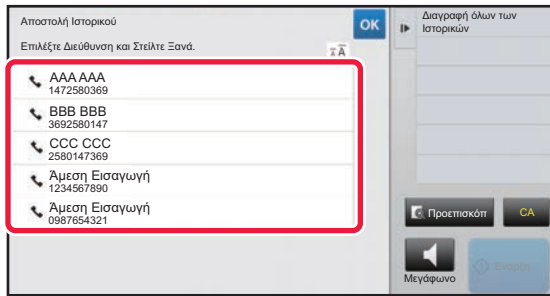 Αποστολή Ιστορικού
OK
Επιλέξτε Διεύθυνση και Στείλτε Ξανά.
AAA AAA
1472580369
BBB BBB
3692580147
CCC CCC
2580147369
Άμεση Εισαγωγή
1234567890
Άμεση Εισαγωγή
0987654321
Διαγραφή όλων των
Ιστορικών
Προεπισκόπ
CA
Μεγάφωνο
Έναρξη